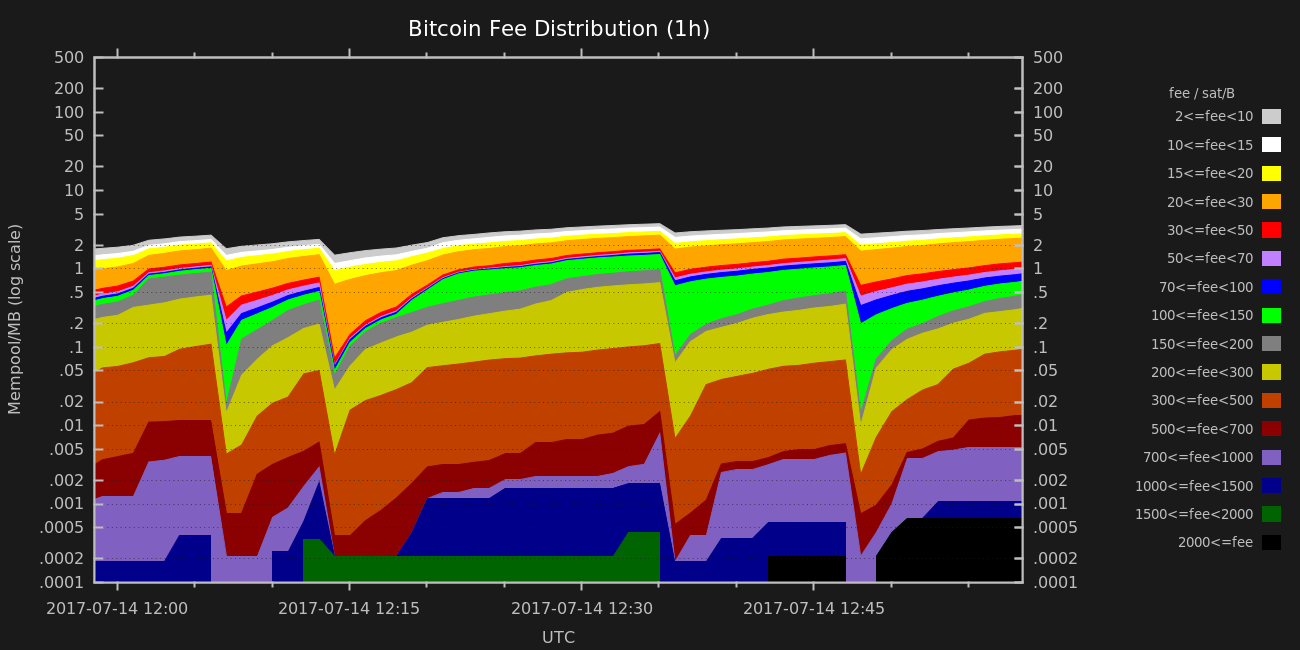 Bitcoin Fee Distribution (1h)
Mempool/MB (log scale)
500
200
100
50
20
10
5
2
1
.5
.2
.1
.05
.02
.01
.005
.002
.001
.0005
.0002
.0001
500
200
100
50
20
10
5
2
1
.5
.2
.1
.05
.02
.01
.005
.002
.001
.0005
.0002
.0001
2017-07-14 12:00
2017-07-14 12:15
2017-07-14 12:30
2017-07-14 12:45
UTC
fee / sat/B
2<=fee<10
10<=fee<15
15<=fee<20
20<=fee<30
30<=fee<50
50<=fee<70
70<=fee<100
100<=fee<150
150<=fee<200
200<=fee<300
300<=fee<500
500<=fee<700
700<=fee<1000
1000<=fee<1500
1500<=fee<2000
2000<=fee